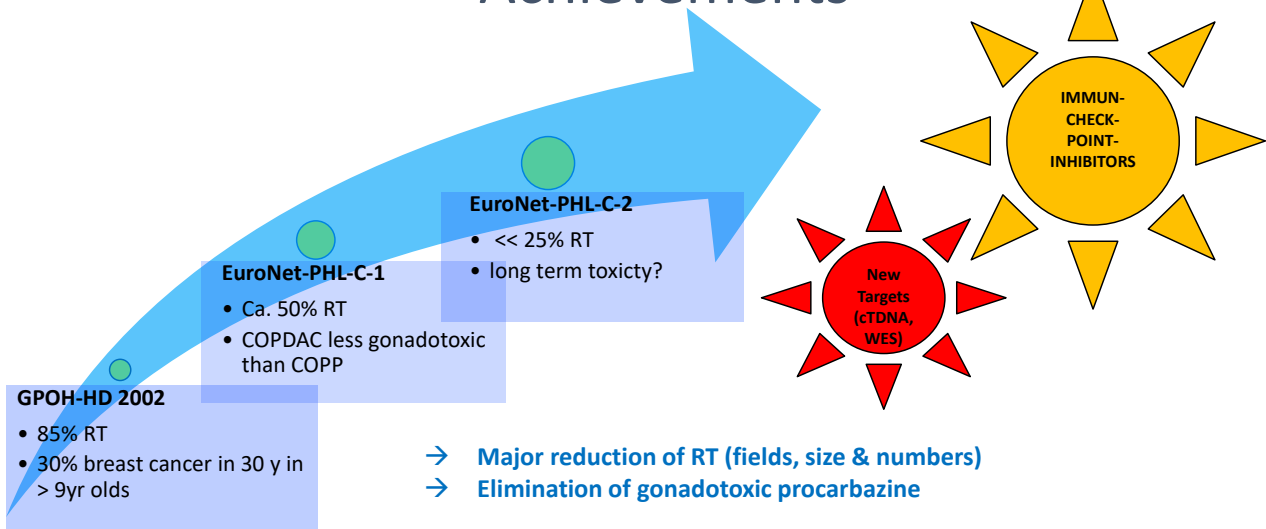 Achievements
IMMUN-
CHECK-
POINT-
INHIBITORS
EuroNet-PHL-C-2
• << 25% RT
• long term toxicty?
New
Targets
(cTDNA,
WES)
EuroNet-PHL-C-1
• Ca. 50% RT
• COPDAC less gonadotoxic
than COPP
GPOH-HD 2002
• 85% RT
• 30% breast cancer in 30 y in
> 9yr olds
→ Major reduction of RT (fields, size & numbers)
→ Elimination of gonadotoxic procarbazine